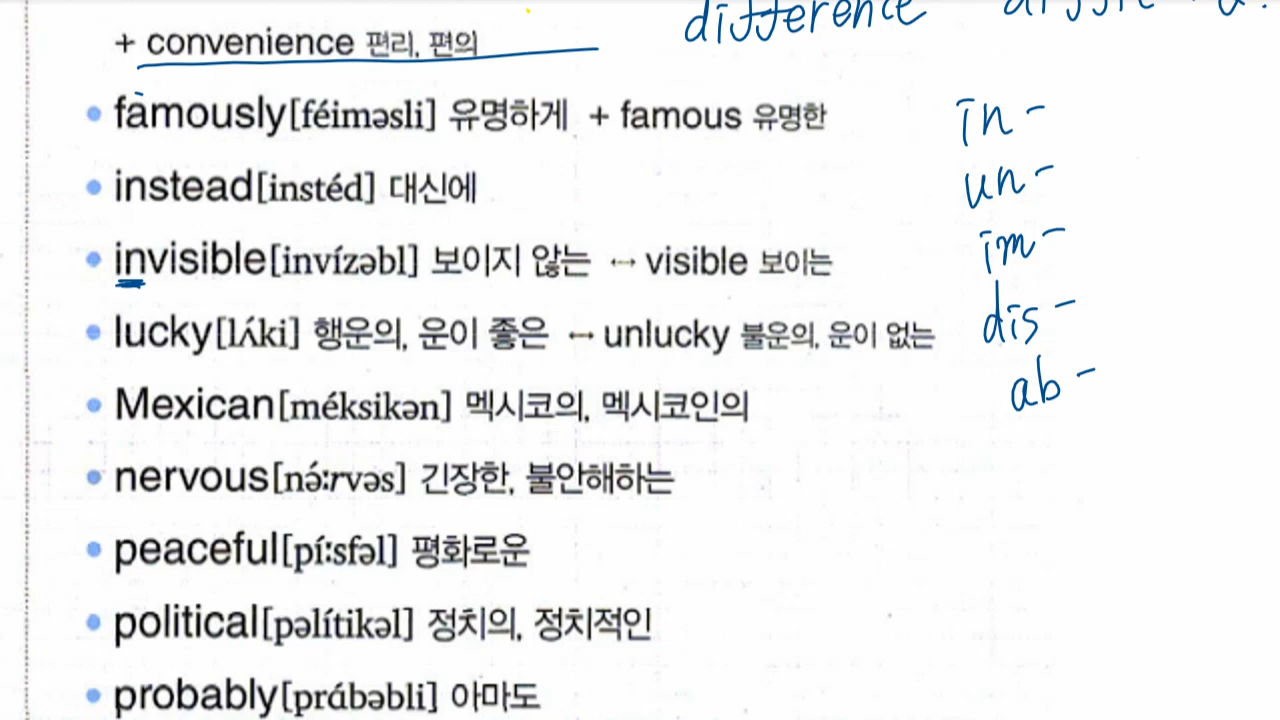 difference
+ convenience 편리, 편의
famously[féiməsli] 유명하게 + famous 유명한
in-
instead[instéd] 대신에
un-
invisible[invízəbl] 보이지 않는 ↔ visible 보이는
im-
lucky[lʌ́ki] 행운의, 운이 좋은 ↔ unlucky 불운의, 운이 없는
dis-
Mexican[méksikən] 멕시코의, 멕시코인의
ab-
nervous[nə́ːrvəs] 긴장한, 불안해하는
peaceful[píːsfəl] 평화로운
political[pəlítikəl] 정치의, 정치적인
probably[prábəbli] 아마도